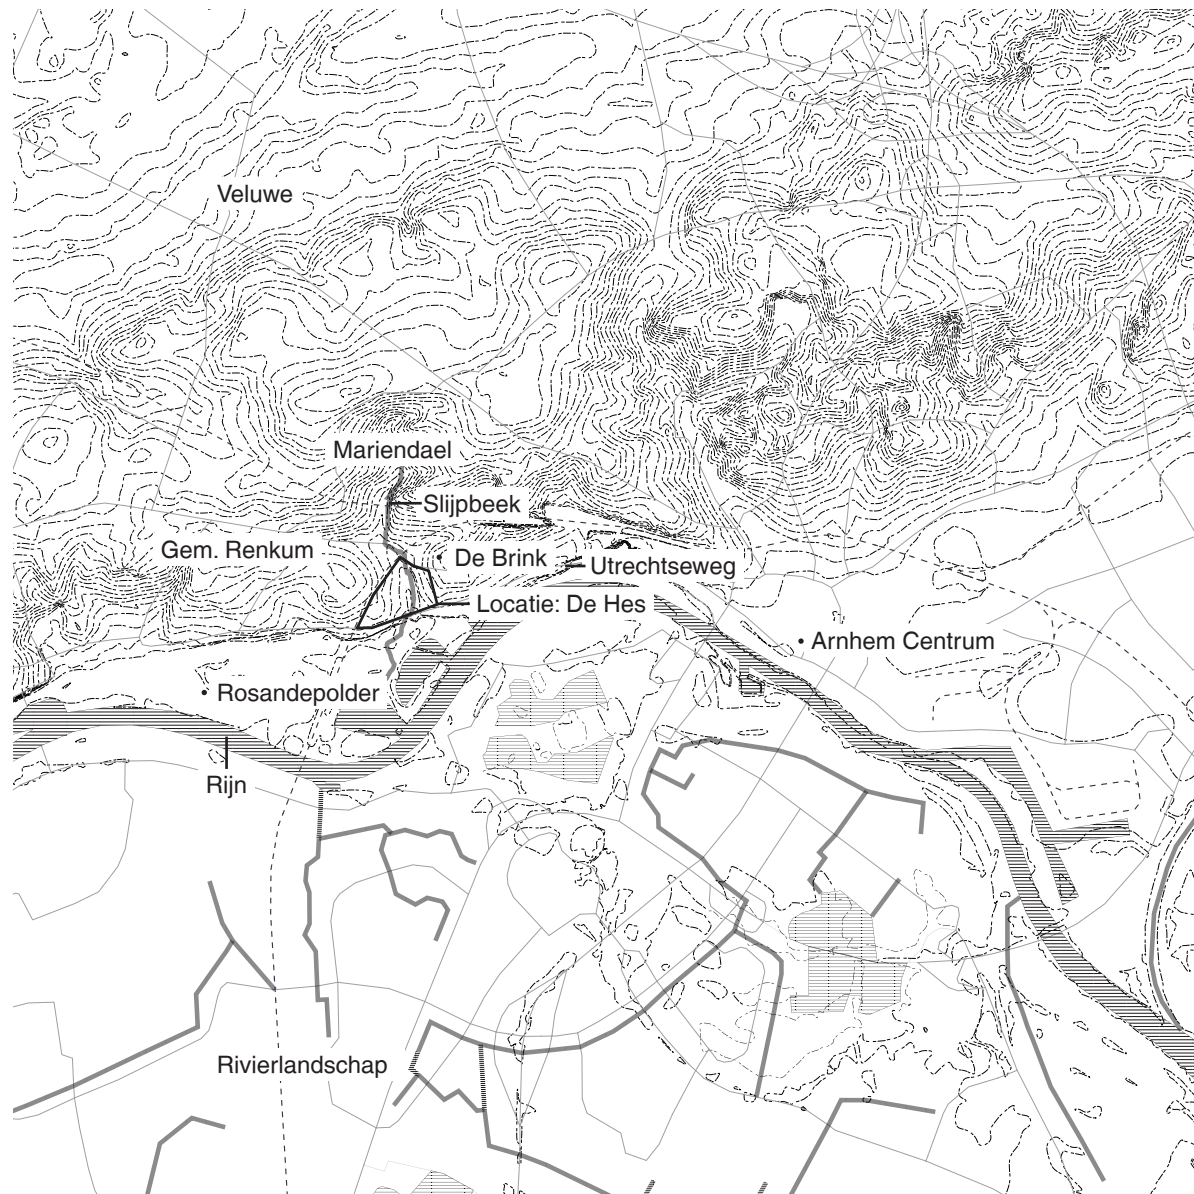 Veluwe
Mariendael
Slijpbeek
Gem. Renkum
De Brink
Utrechtseweg
Locatie: De Hes
Arnhem Centrum
Rosandepolder
Rijn
Rivierlandschap